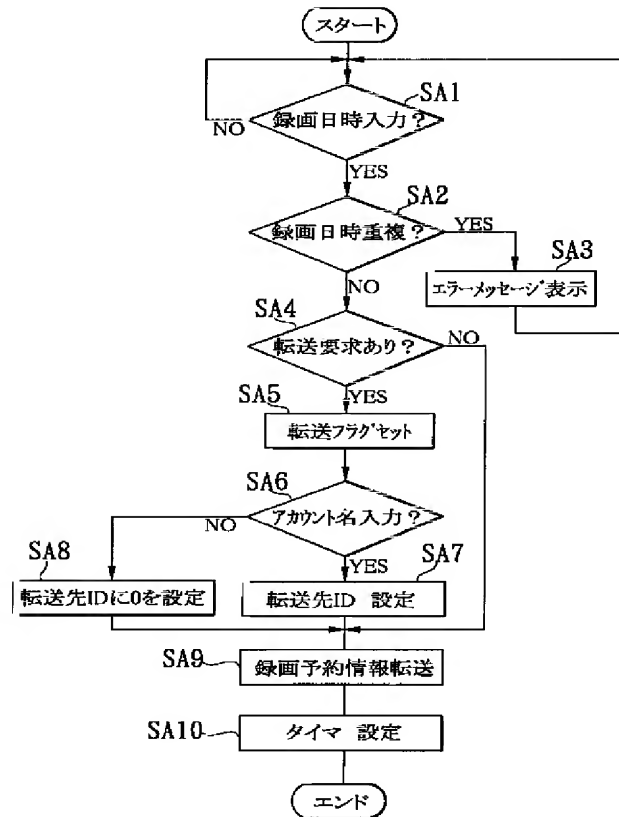 スタート
SA1
録画日時入力?
NO
YES
SA2
録画日時重複?
YES
SA3
エラーメッセージ表示
NO
SA4
転送要求あり?
NO
YES
SA5
転送フラグセット
SA6
アカウント名入力?
NO
YES
SA8
転送先IDに0を設定
SA7
転送先ID 設定
SA9
録画予約情報転送
SA10
タイマ 設定
エンド